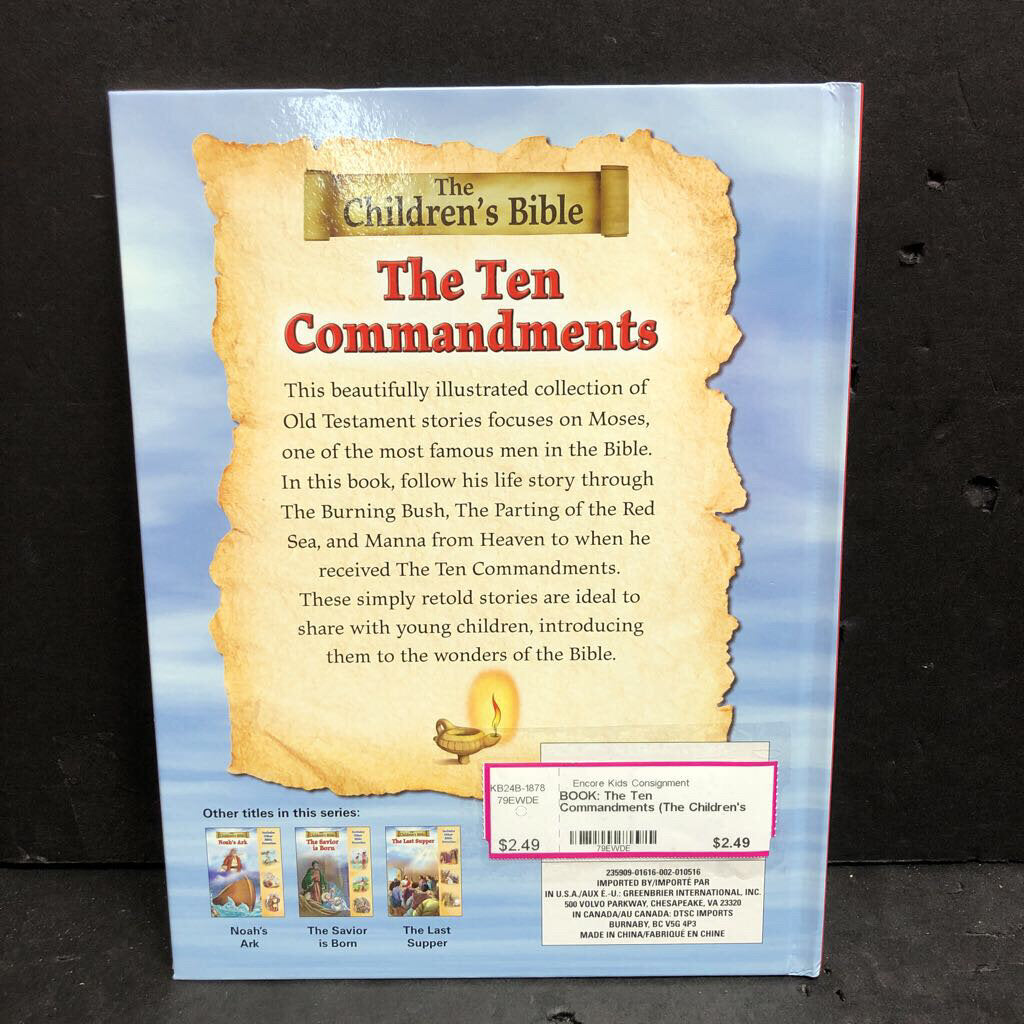 The
Children's Bible
The Ten
Commandments
This beautifully illustrated collection of
Old Testament stories focuses on Moses,
one of the most famous men in the Bible.
In this book, follow his life story through
The Burning Bush, The Parting of the Red
Sea, and Manna from Heaven to when he
received The Ten Commandments.
These simply retold stories are ideal to
share with young children, introducing
them to the wonders of the Bible.
KB24B-1878
79EWDE
$2.49
Encore Kids Consignment
BOOK: The Ten
Commandments (The Children's
79EWDE
$2.49
Other titles in this series:
Noah's Ark
The Savior
is Born
The Last Supper
Noah's
Ark
The Savior
is Born
The Last
Supper
235909-01616-002-010516
IMPORTED BY/IMPORTÉ PAR
IN U.S.A/AUX É.-U.: GREENBRIER INTERNATIONAL, INC.
500 VOLVO PARKWAY, CHESAPEAKE, VA 23320
IN CANADA/AU CANADA: DTSC IMPORTS
BURNABY, BC V5G 4P3
MADE IN CHINA/FABRIQUÉ EN CHINE